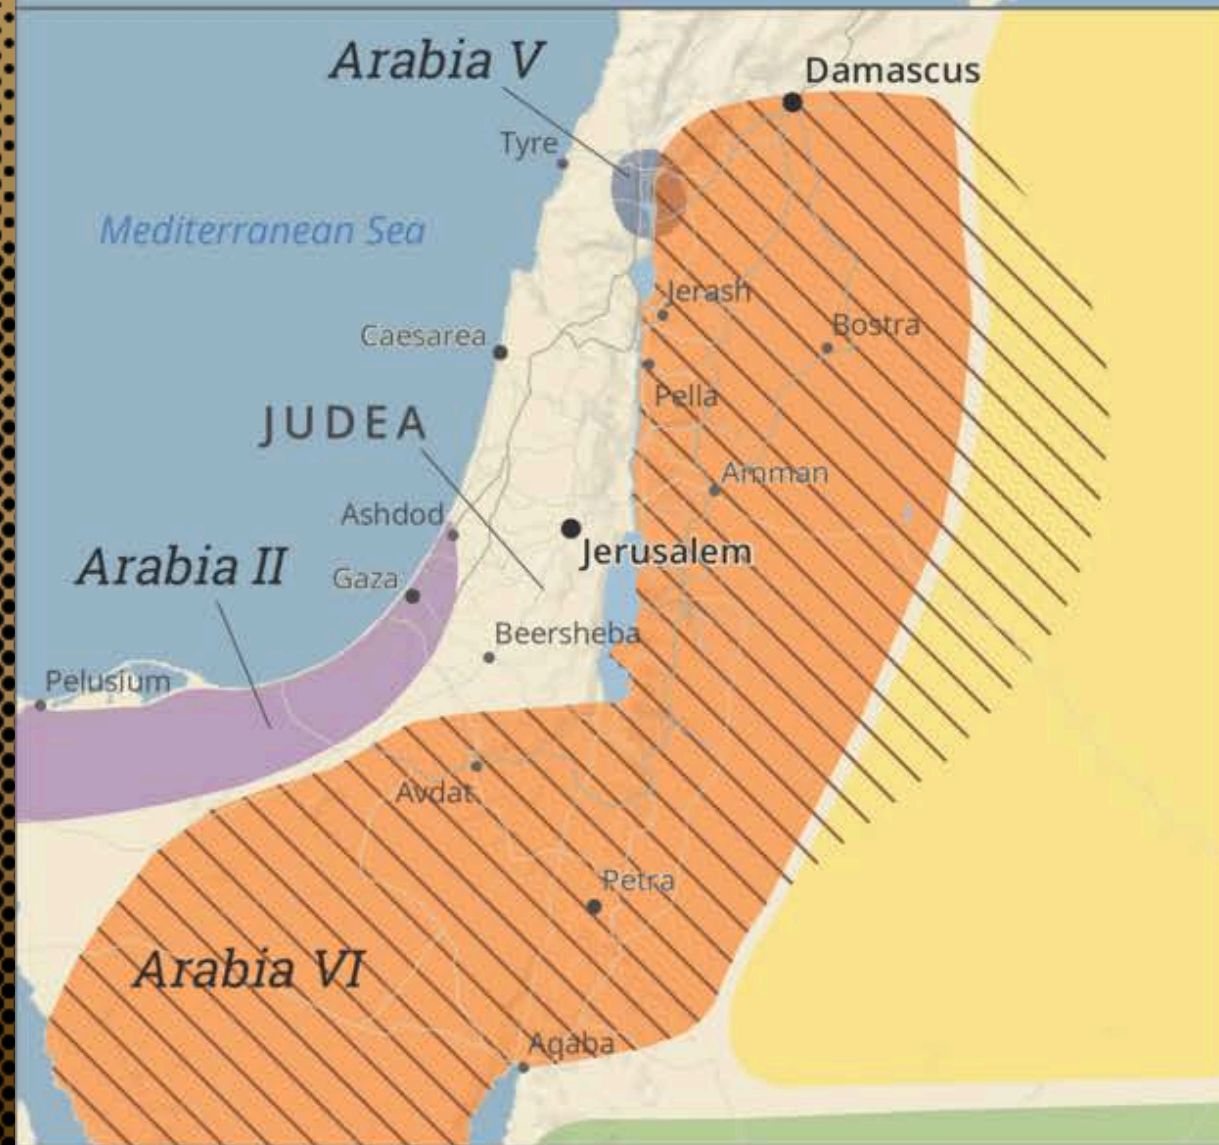 Arabia V
Damascus
Tyre
Mediterranean Sea
Jerash
Bostra
Caesarea
Pella
JUDEA
Amman
Ashdod
Jerusalem
Arabia II
Gaza
Beersheba
Pelusium
Avdat
Petra
Arabia VI
Aqaba